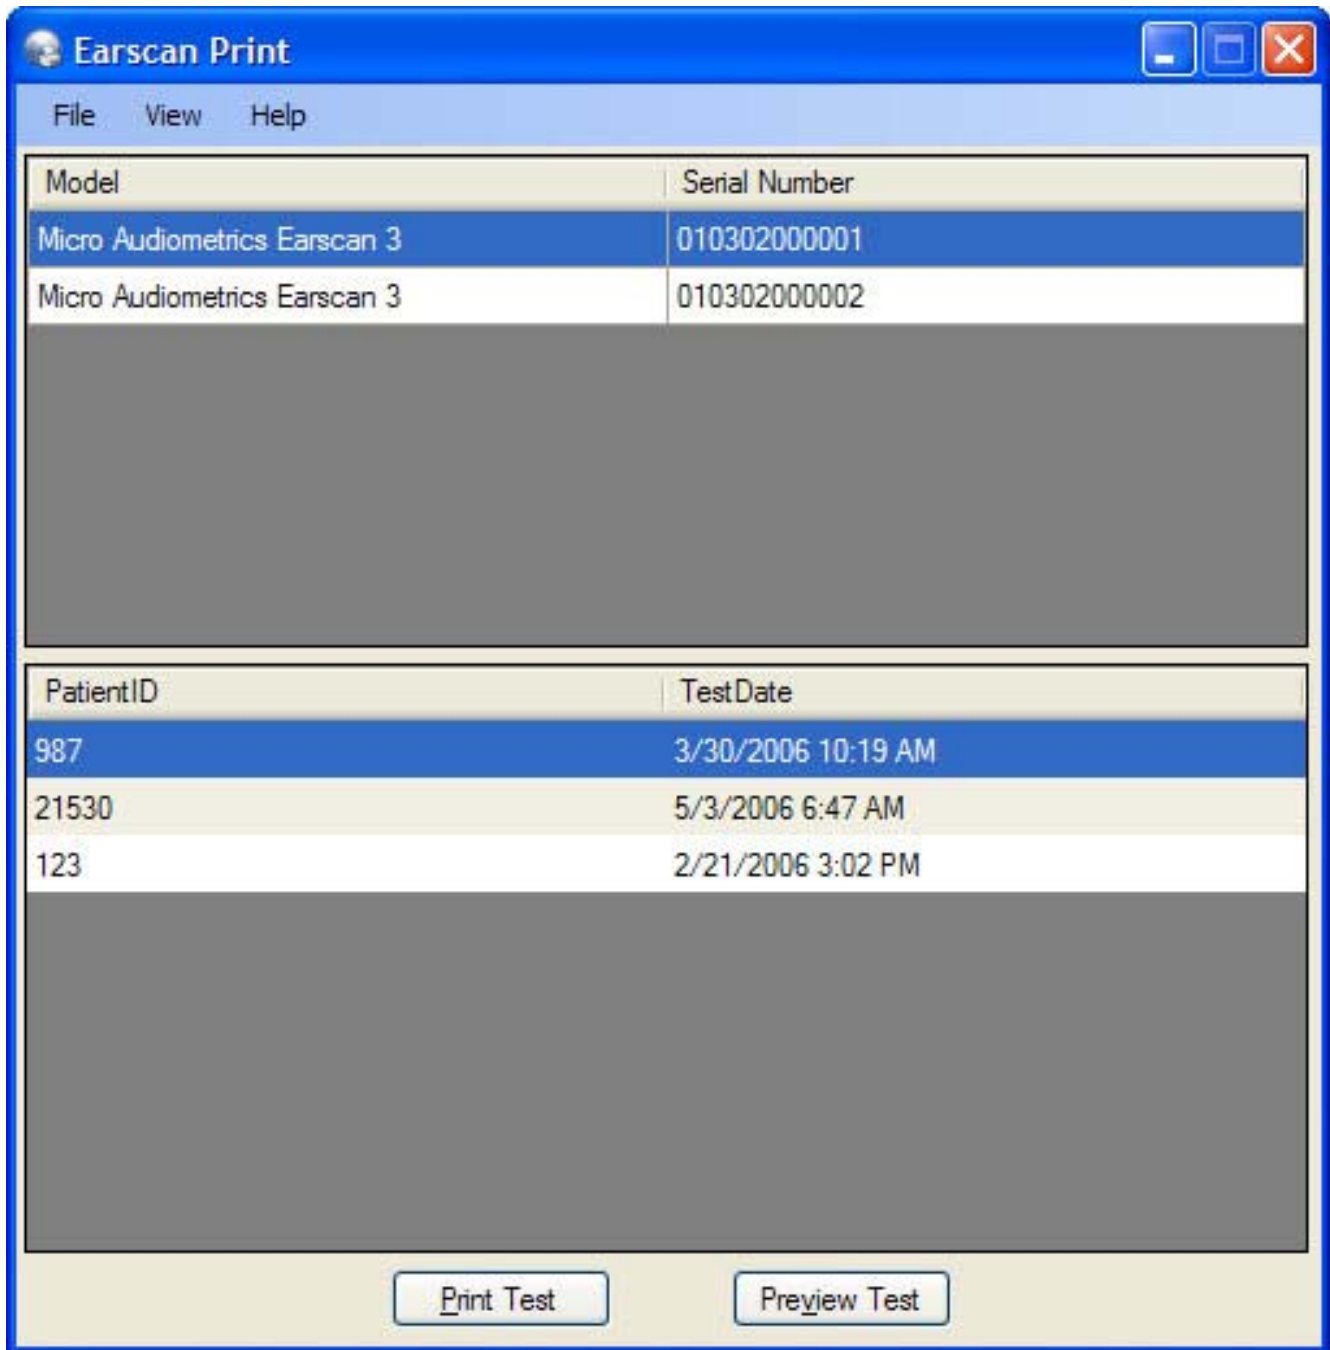 Earscan Print
File View Help
Model Serial Number
Micro Audiometrics Earscan 3 010302000001
Micro Audiometrics Earscan 3 010302000002
PatientID TestDate
987 3/30/2006 10:19 AM
21530 5/3/2006 6:47 AM
123 2/21/2006 3:02 PM
Print Test Preview Test